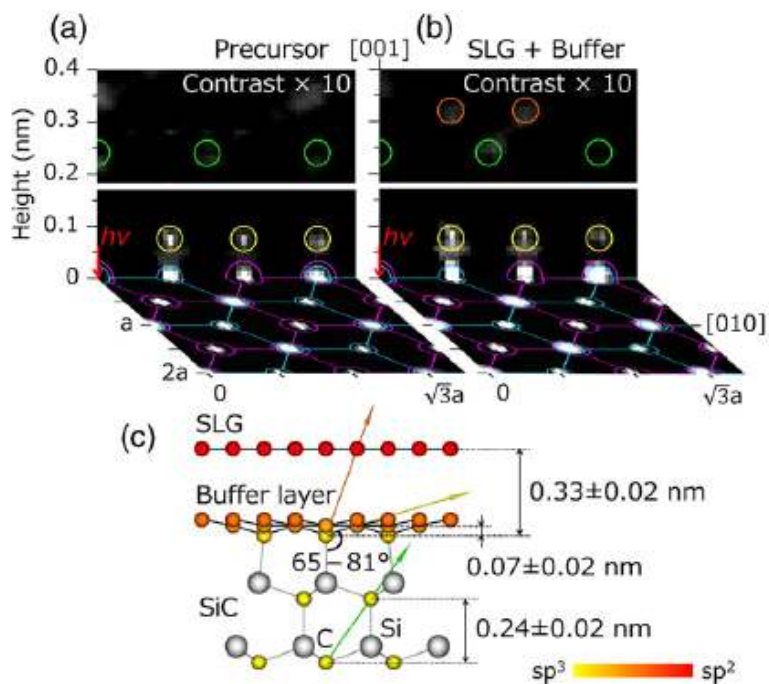 (a)
Precursor
[001]
(b)
SLG + Buffer
0.4
Contrast × 10
Contrast × 10
0.3
0.2
Height (nm)
0.1
hν
hν
0
a
[010]
2a
0
√3a
0
√3a
(c)
SLG
0.33±0.02 nm
Buffer layer
65 – 81°
0.07±0.02 nm
SiC
C
Si
0.24±0.02 nm
sp³
sp²